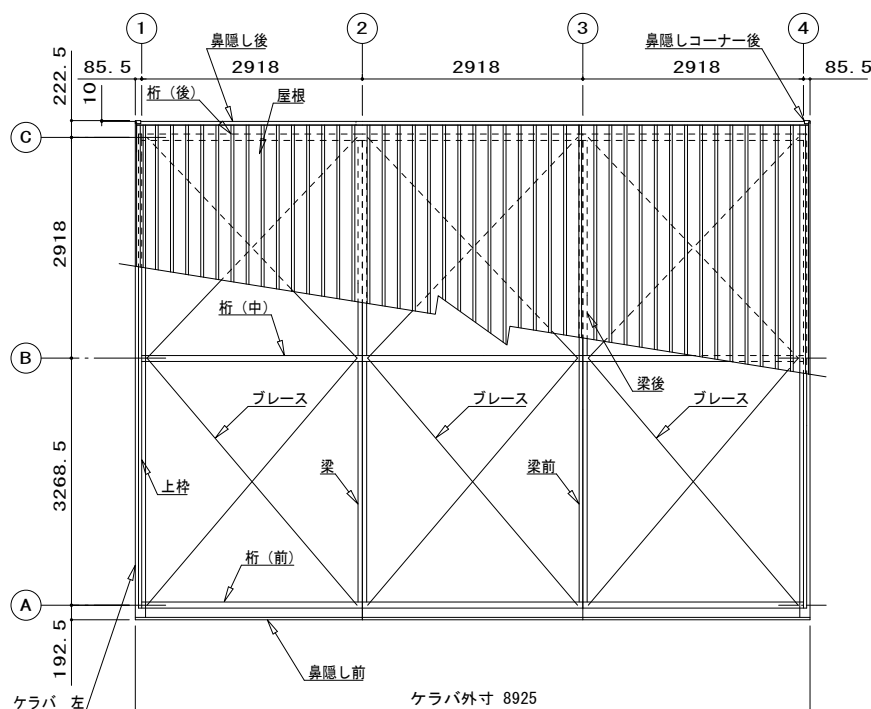 1
2
3
4
鼻隠し後
鼻隠しコーナー後
85.5
2918
2918
2918
85.5
222.5
10
桁(後)
屋根
C
2918
桁(中)
B
梁後
ブレース
ブレース
ブレース
3268.5
上枠
梁
梁前
桁(前)
A
192.5
鼻隠し前
ケラバ 左
ケラバ外寸 8925